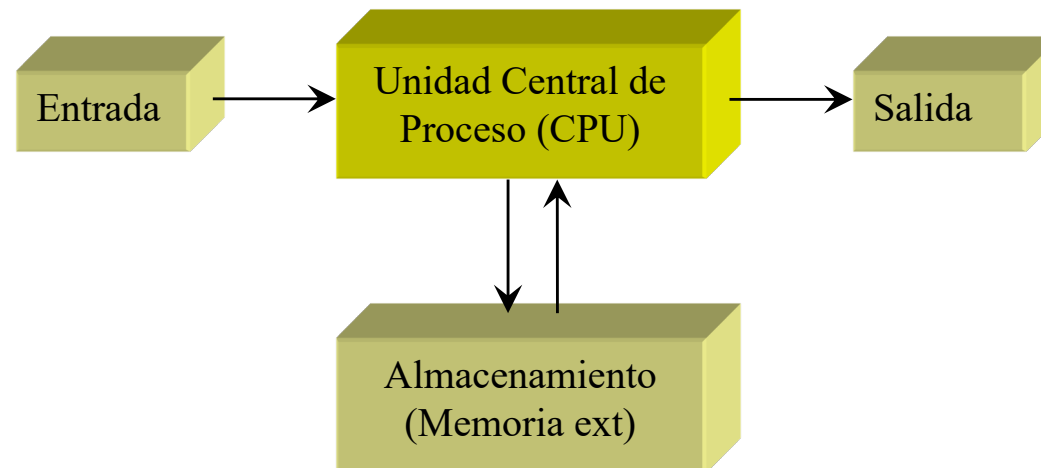 Entrada
Unidad Central de
Proceso (CPU)
Salida
Almacenamiento
(Memoria ext)